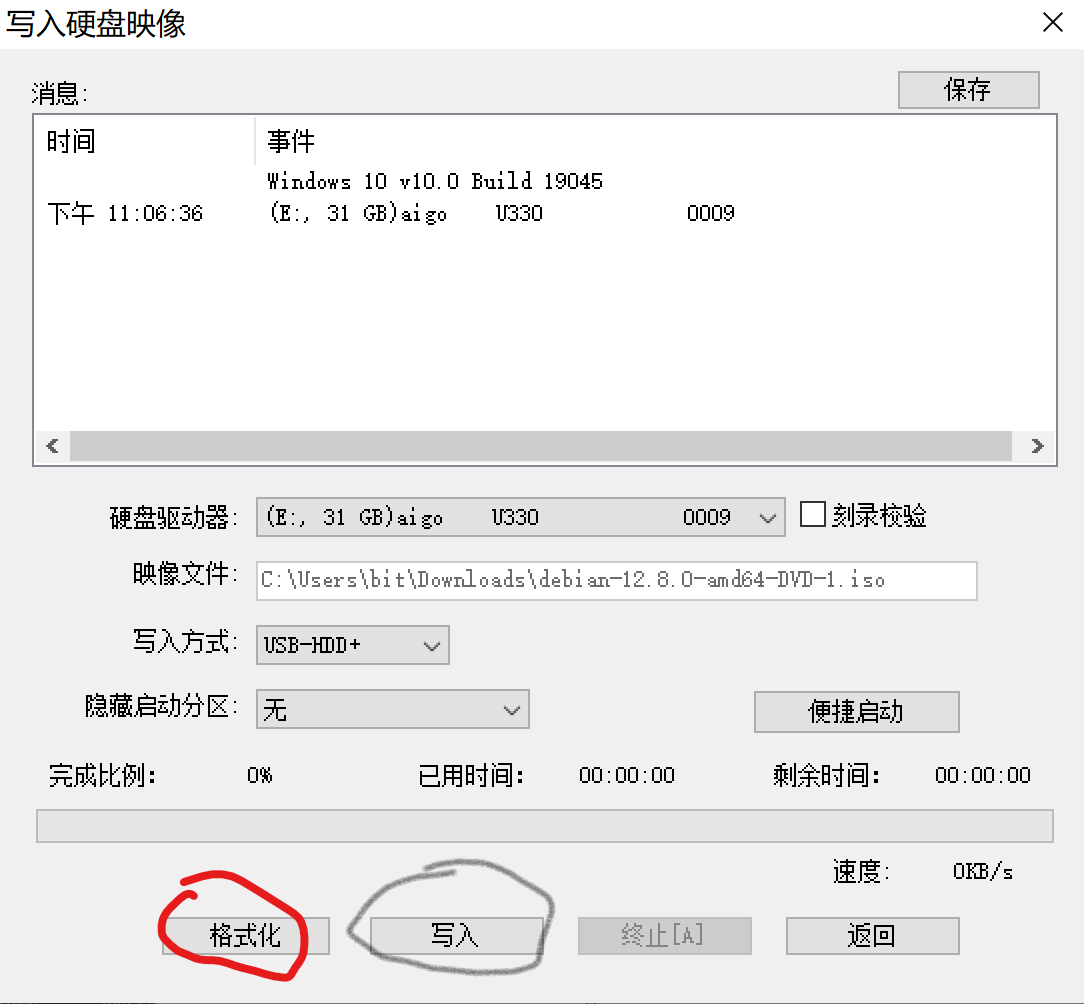 写入硬盘映像
消息:
保存
时间 事件
Windows 10 v10.0 Build 19045
下午 11:06:36 (E:, 31 GB)aigo U330 0009
硬盘驱动器: (E:, 31 GB)aigo U330 0009 刻录校验
映像文件: C:\Users\bit\Downloads\debian-12.8.0-amd64-DVD-1.iso
写入方式: USB-HDD+
隐藏启动分区: 无 便捷启动
完成比例: 0% 已用时间: 00:00:00 剩余时间: 00:00:00
速度: 0KB/s
格式化 写入 终止[A] 返回